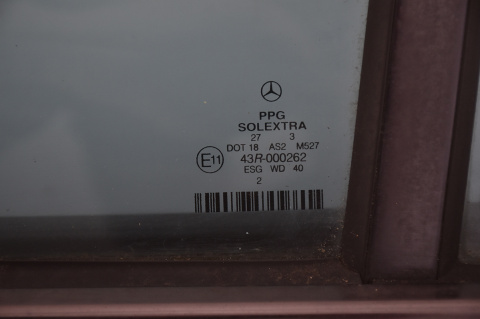 PPG
SOLEXTRA
27 3
DOT 18 AS2 M527
E11 43R-000262
ESG WD 40
2